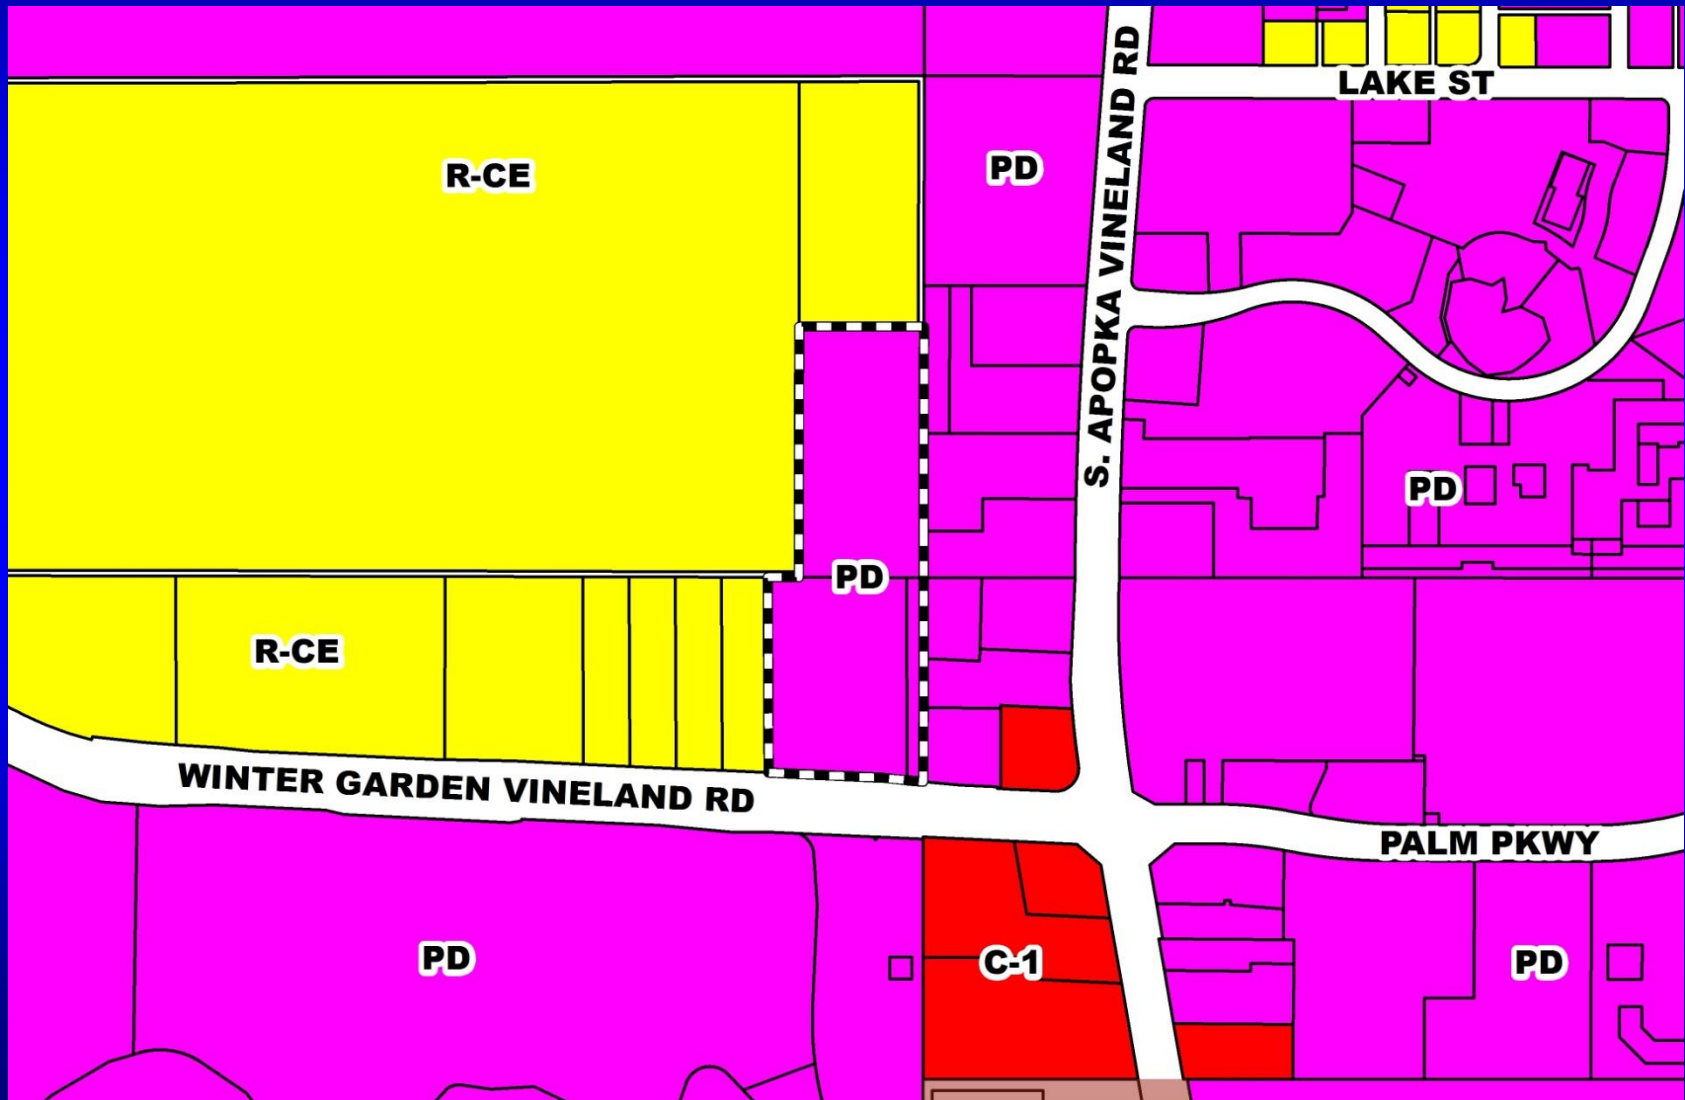 LAKE ST
R-CE
PD
S. APOPKA VINELAND RD
PD
PD
R-CE
WINTER GARDEN VINELAND RD
PALM PKWY
PD
C-1
PD